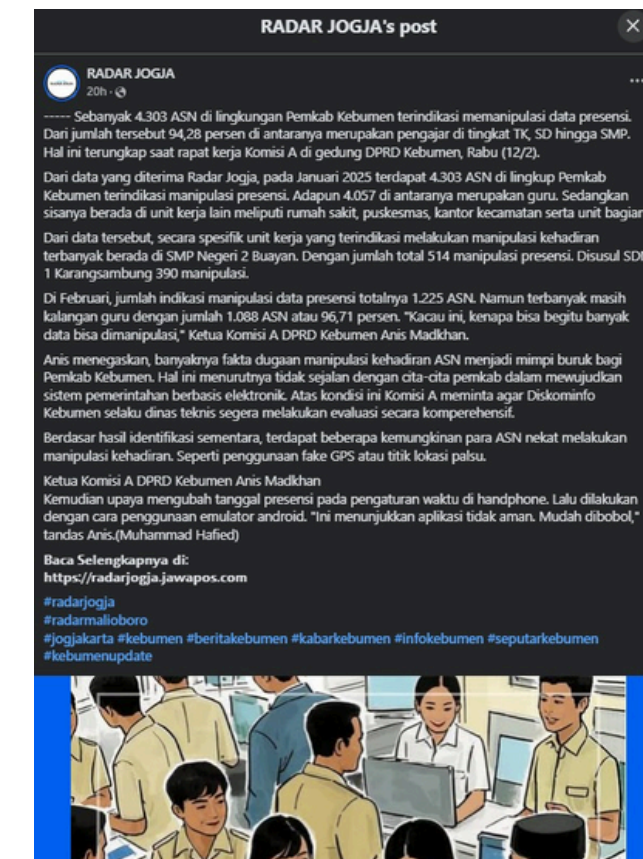 RADAR JOGJA's post
RADAR JOGJA
20h
----- Sebanyak 4.303 ASN di lingkungan Pemkab Kebumen terindikasi memanipulasi data presensi.
Dari jumlah tersebut 94,28 persen di antaranya merupakan pengajar di tingkat TK, SD hingga SMP.
Hal ini terungkap saat rapat kerja Komisi A di gedung DPRD Kebumen, Rabu (12/2).
Dari data yang diterima Radar Jogja, pada Januari 2025 terdapat 4.303 ASN di lingkup Pemkab
Kebumen terindikasi manipulasi presensi. Adapun 4.057 di antaranya merupakan guru. Sedangkan
sisanya berada di unit kerja lain meliputi rumah sakit, puskesmas, kantor kecamatan serta unit bagian
Dari data tersebut, secara spesifik unit kerja yang terindikasi melakukan manipulasi kehadiran
terbanyak berada di SMP Negeri 2 Buayan. Dengan jumlah total 514 manipulasi presensi. Disusul SDN
1 Karangsambung 390 manipulasi.
Di Februari, jumlah indikasi manipulasi data presensi totalnya 1.225 ASN. Namun terbanyak masih
kalangan guru dengan jumlah 1.088 ASN atau 96,71 persen. "Kacau ini, kenapa bisa begitu banyak
data bisa dimanipulasi," Ketua Komisi A DPRD Kebumen Anis Madkhan.
Anis menegaskan, banyaknya fakta dugaan manipulasi kehadiran ASN menjadi mimpi buruk bagi
Pemkab Kebumen. Hal ini menurutnya tidak sejalan dengan cita-cita pemkab dalam mewujudkan
sistem pemerintahan berbasis elektronik. Atas kondisi ini Komisi A meminta agar Diskominfo
Kebumen selaku dinas teknis segera melakukan evaluasi secara komperehensif.
Berdasar hasil identifikasi sementara, terdapat beberapa kemungkinan para ASN nekat melakukan
manipulasi kehadiran. Seperti penggunaan fake GPS atau titik lokasi palsu.
Ketua Komisi A DPRD Kebumen Anis Madkhan
Kemudian upaya mengubah tanggal presensi pada pengaturan waktu di handphone. Lalu dilakukan
dengan cara penggunaan emulator android. "Ini menunjukkan aplikasi tidak aman. Mudah dibobol,"
tandas Anis.(Muhammad Hafied)
Baca Selengkapnya di:
https://radarjogja.jawapos.com
#radarjogja
#radarmalioboro
#jogjakarta #kebumen #beritakebumen #kabarkebumen #infokebumen #seputarkebumen
#kebumenupdate